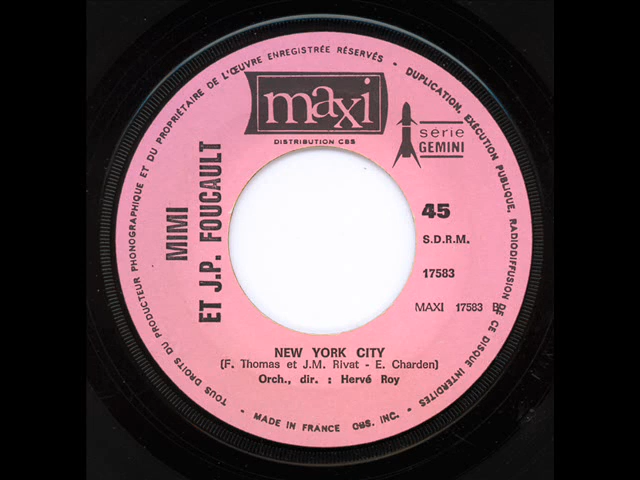 TOUS DROITS DU PRODUCTEUR PHONOGRAPHIQUE ET DU PROPRIÉTAIRE DE L'ŒUVRE ENREGISTRÉE RÉSERVÉS - DUPLICATION, EXÉCUTION PUBLIQUE, RADIODIFFUSION DE CE DISQUE INTERDITES
maxi
DISTRIBUTION CBS
série
GEMINI
MIMI
ET J.P. FOUCAULT
45
S.D.R.M.
17583
MAXI 17583 B
NEW YORK CITY
(F. Thomas et J.M. Rivat - E. Charden)
Orch., dir. : Hervé Roy
- MADE IN FRANCE CBS. INC. -